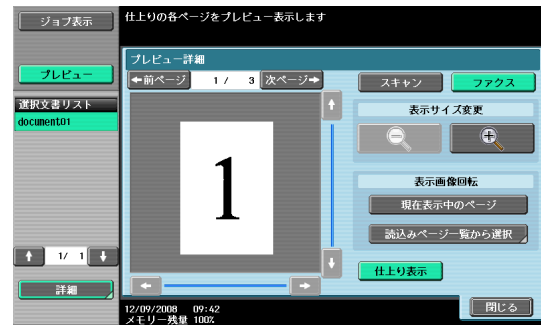 ジョブ表示
仕上りの各ページをプレビュー表示します
プレビュー
プレビュー詳細
←前ページ 1/ 3 次ページ→
スキャン ファクス
選択文書リスト
document01
表示サイズ変更
1
表示画像回転
現在表示中のページ
読込みページ一覧から選択
↑ 1/ 1 ↓
仕上り表示
詳細
12/09/2008 09:42
メモリー残量 100%
閉じる